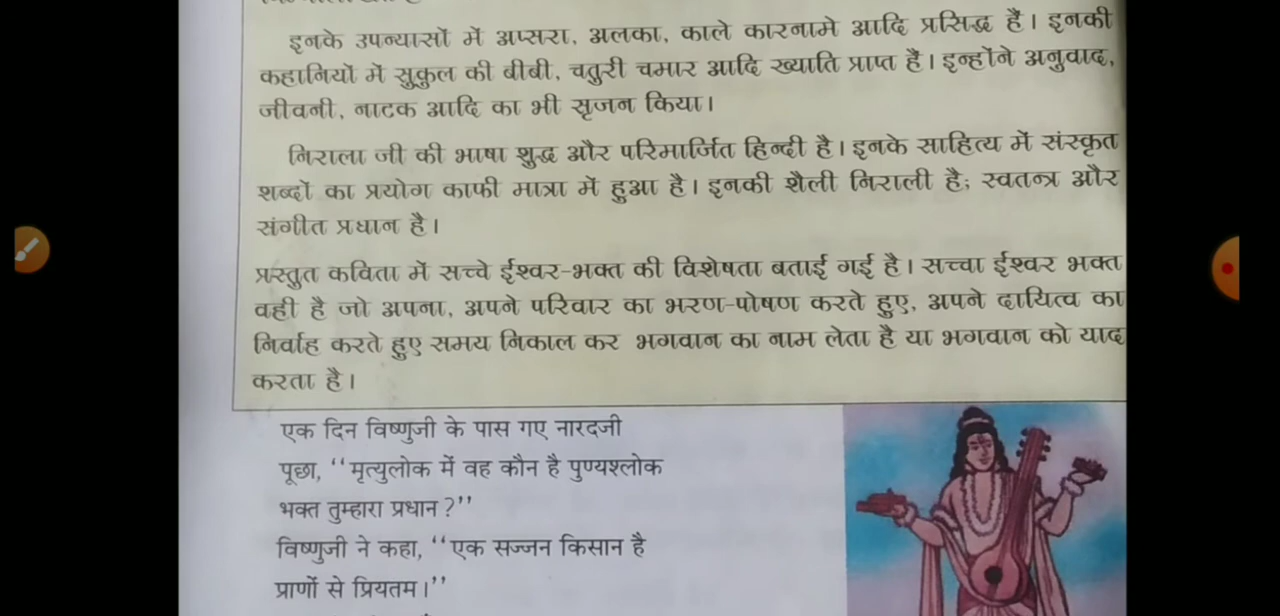 इनके उपन्यासों में अप्सरा, अलका, काले कारनामे आदि प्रसिद्ध हैं। इनकी
कहानियों में सुकुल की बीबी, चतुरी चमार आदि ख्याति प्राप्त है। इन्होंने अनुवाद,
जीवनी, नाटक आदि का भी सृजन किया।
निराला जी की भाषा शुद्ध और परिमार्जित हिन्दी है। इनके साहित्य में संस्कृत
शब्दों का प्रयोग काफी मात्रा में हुआ है। इनकी शैली निराली है; स्वतन्त्र और
संगीत प्रधान है।
प्रस्तुत कविता में सच्चे ईश्वर-भक्त की विशेषता बताई गई है। सच्चा ईश्वर भक्त
वही है जो अपना, अपने परिवार का भरण-पोषण करते हुए, अपने दायित्व का
निर्वाह करते हुए समय निकाल कर भगवान का नाम लेता है या भगवान को याद
करता है।
एक दिन विष्णुजी के पास गए नारदजी
पूछा, ‘‘मृत्युलोक में वह कौन है पुण्यश्लोक
भक्त तुम्हारा प्रधान?’’
विष्णुजी ने कहा, ‘‘एक सज्जन किसान है
प्राणों से प्रियतम।’’